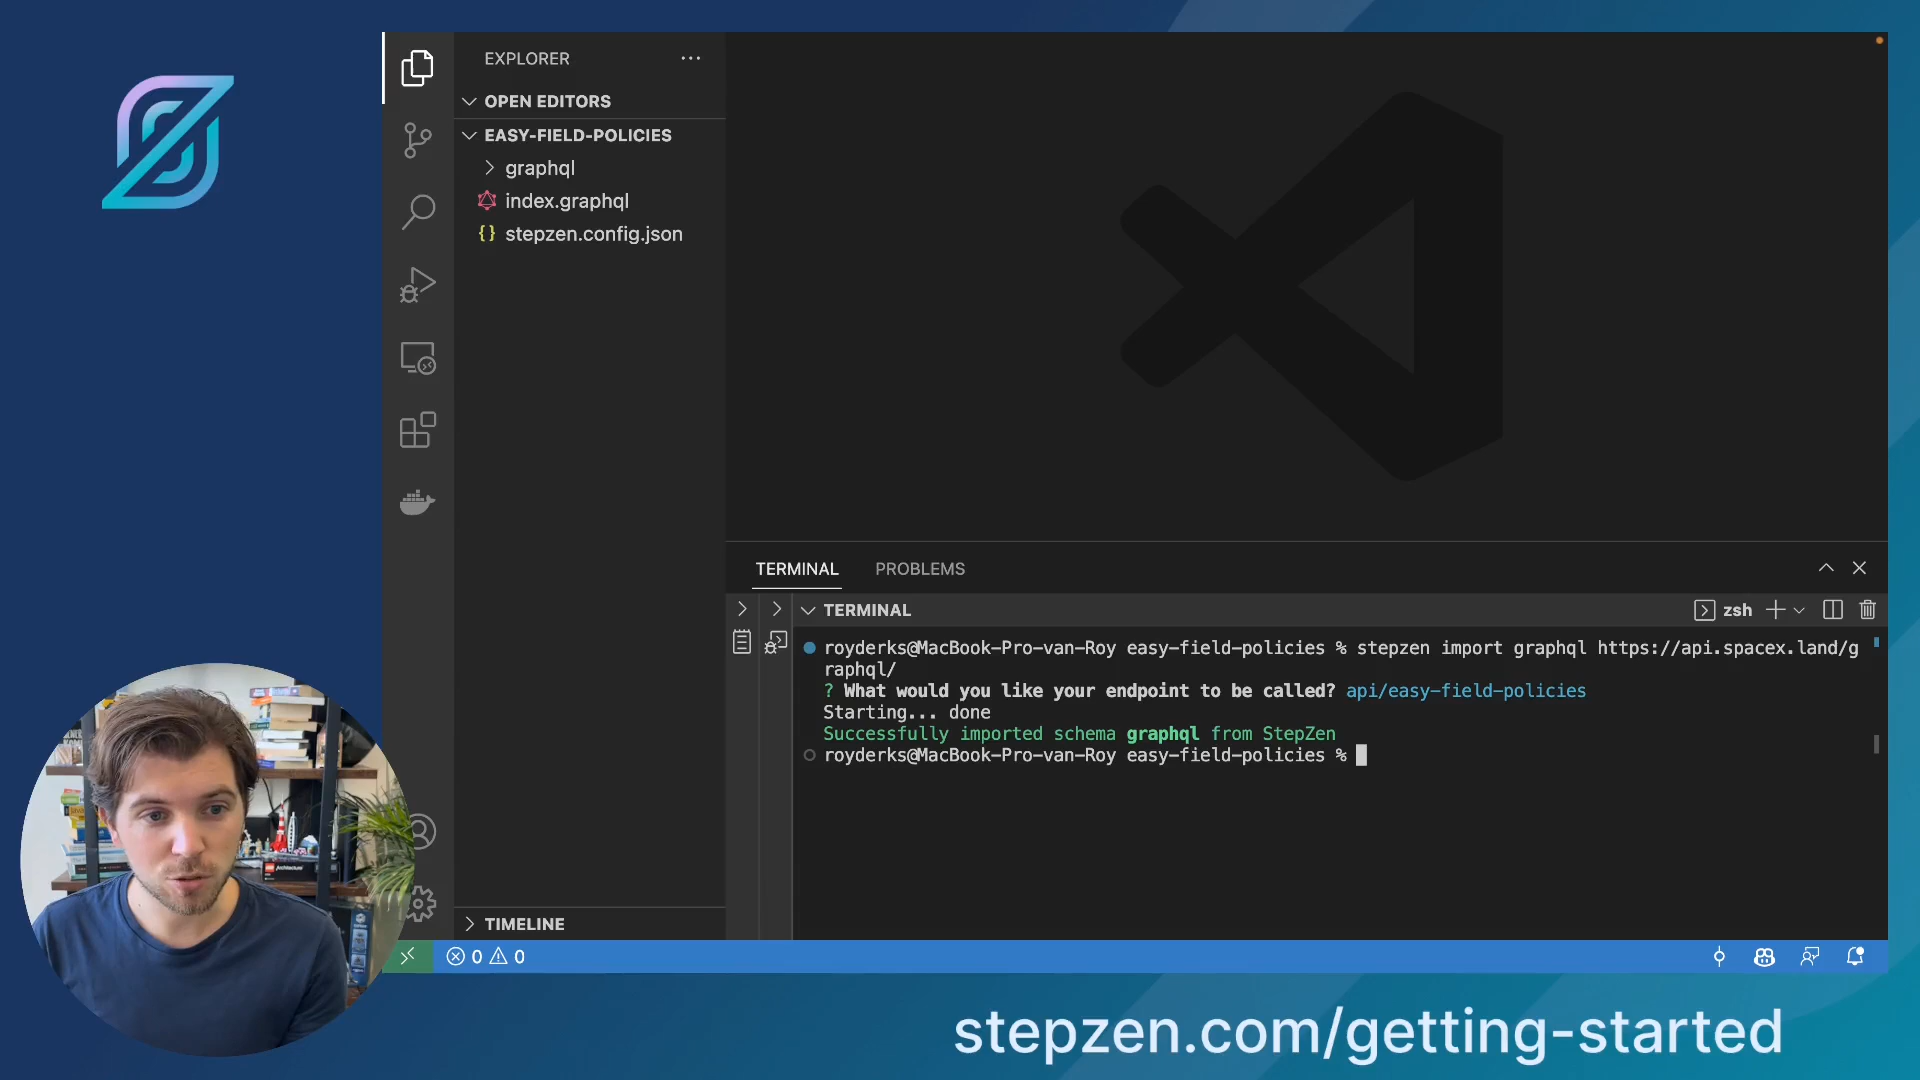 EXPLORER
OPEN EDITORS
EASY-FIELD-POLICIES
graphql
index.graphql
{} stepzen.config.json
TERMINAL
PROBLEMS
TERMINAL
zsh
royderks@MacBook-Pro-van-Roy easy-field-policies % stepzen import graphql https://api.spacex.land/g
raphql/
? What would you like your endpoint to be called? api/easy-field-policies
Starting... done
Successfully imported schema graphql from StepZen
royderks@MacBook-Pro-van-Roy easy-field-policies %
TIMELINE
0 0
stepzen.com/getting-started